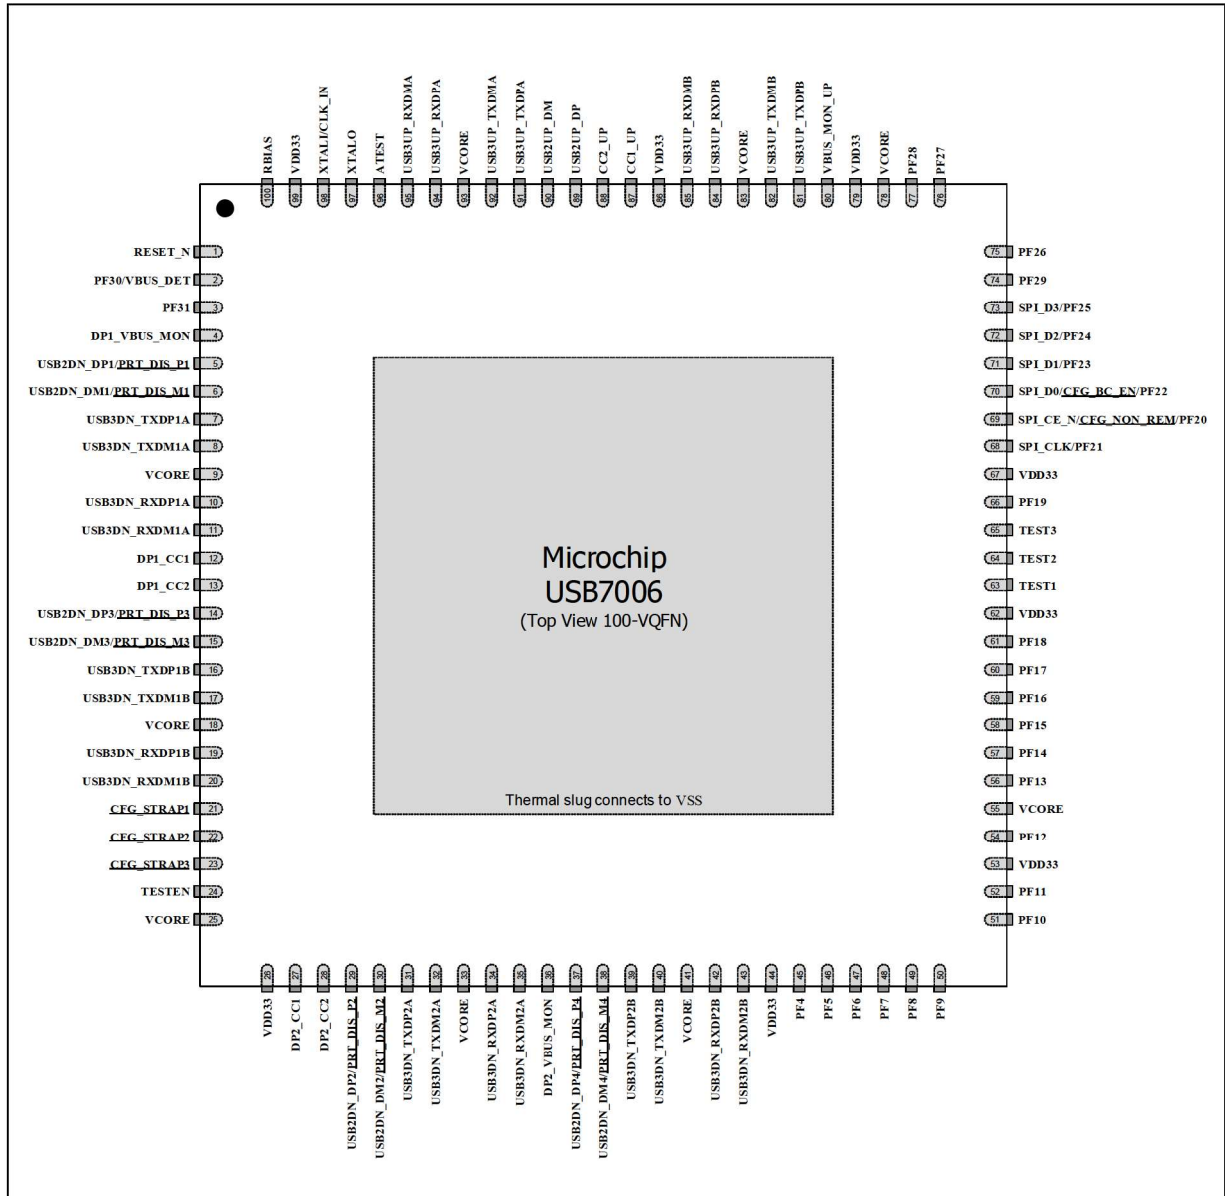 RBIAS
VDD33
XTALI/CLK_IN
XTALO
ATEST
USB3UP_RXDMA
USB3UP_RXDPA
VCORE
USB3UP_TXDMA
USB3UP_TXDPA
USB2UP_DM
USB2UP_DP
CC2_UP
CC1_UP
VDD33
USB3UP_RXDMB
USB3UP_RXDPB
VCORE
USB3UP_TXDMB
USB3UP_TXDPB
VBUS_MON_UP
VDD33
VCORE
PF28
PF27
100
99
98
97
96
95
94
93
92
91
90
89
88
87
86
85
84
83
82
81
80
79
78
77
76
RESET_N 1
PF30/VBUS_DET 2
PF31 3
DP1_VBUS_MON 4
USB2DN_DP1/PRT_DIS_P1 5
USB2DN_DM1/PRT_DIS_M1 6
USB3DN_TXDP1A 7
USB3DN_TXDM1A 8
VCORE 9
USB3DN_RXDP1A 10
USB3DN_RXDM1A 11
DP1_CC1 12
DP1_CC2 13
USB2DN_DP3/PRT_DIS_P3 14
USB2DN_DM3/PRT_DIS_M3 15
USB3DN_TXDP1B 16
USB3DN_TXDM1B 17
VCORE 18
USB3DN_RXDP1B 19
USB3DN_RXDM1B 20
CFG_STRAP1 21
CFG_STRAP2 22
CFG_STRAP3 23
TESTEN 24
VCORE 25
Microchip
USB7006
(Top View 100-VQFN)
Thermal slug connects to VSS
75 PF26
74 PF29
73 SPI_D3/PF25
72 SPI_D2/PF24
71 SPI_D1/PF23
70 SPI_D0/CFG_BC_EN/PF22
69 SPI_CE_N/CFG_NON_REM/PF20
68 SPI_CLK/PF21
67 VDD33
66 PF19
65 TEST3
64 TEST2
63 TEST1
62 VDD33
61 PF18
60 PF17
59 PF16
58 PF15
57 PF14
56 PF13
55 VCORE
54 PF12
53 VDD33
52 PF11
51 PF10
26
27
28
29
30
31
32
33
34
35
36
37
38
39
40
41
42
43
44
45
46
47
48
49
50
VDD33
DP2_CC1
DP2_CC2
USB2DN_DP2/PRT_DIS_P2
USB2DN_DM2/PRT_DIS_M2
USB3DN_TXDP2A
USB3DN_TXDM2A
VCORE
USB3DN_RXDP2A
USB3DN_RXDM2A
DP2_VBUS_MON
USB2DN_DP4/PRT_DIS_P4
USB2DN_DM4/PRT_DIS_M4
USB3DN_TXDP2B
USB3DN_TXDM2B
VCORE
USB3DN_RXDP2B
USB3DN_RXDM2B
VDD33
PF4
PF5
PF6
PF7
PF8
PF9